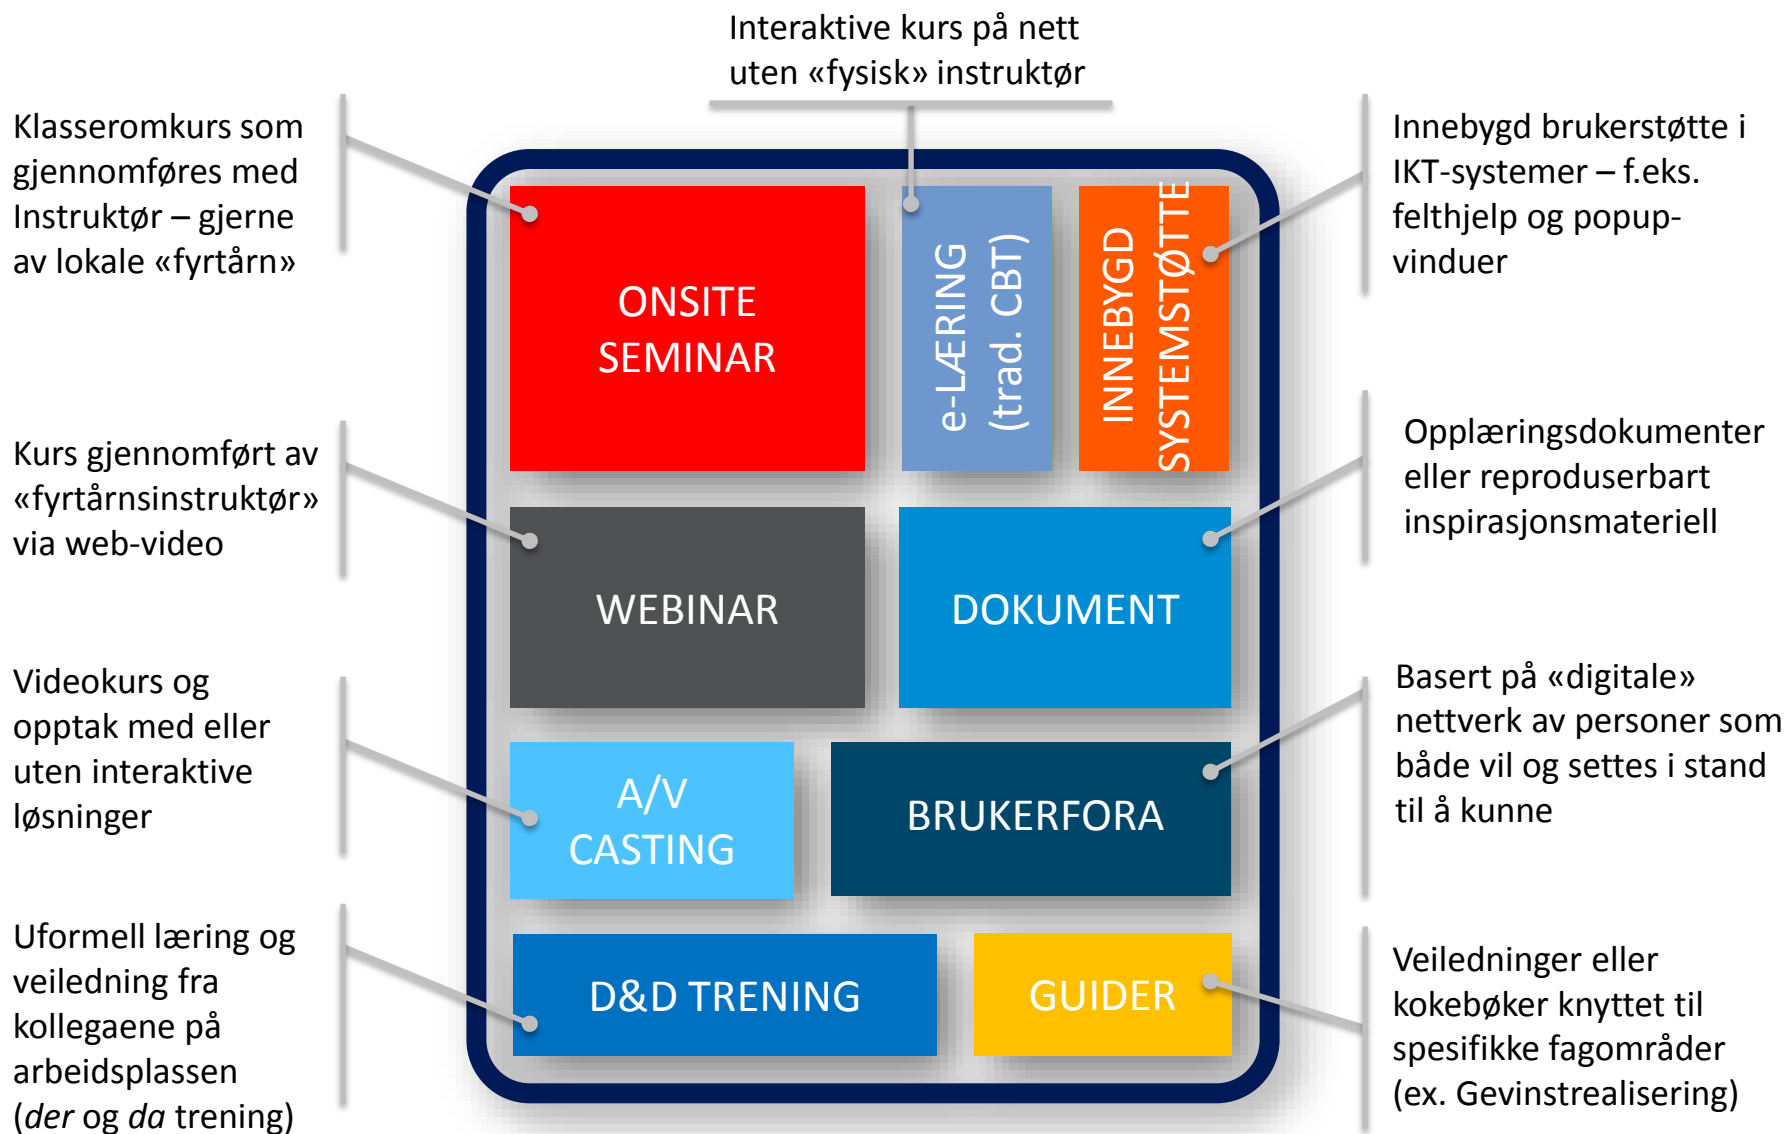 Interaktive kurs på nett
uten «fysisk» instruktør
Klasseromkurs som
gjennomføres med
Instruktør – gjerne
av lokale «fyrtårn»
Kurs gjennomført av
«fyrtårnsinstruktør»
via web-video
Videokurs og
opptak med eller
uten interaktive
løsninger
Uformell læring og
veiledning fra
kollegaene på
arbeidsplassen
(der og da trening)
ONSITE
SEMINAR
e-LÆRING
(trad. CBT)
INNEBYGD
SYSTEMSTØTTE
WEBINAR
DOKUMENT
A/V
CASTING
BRUKERFORA
D&D TRENING
GUIDER
Innebygd brukerstøtte i
IKT-systemer – f.eks.
felthjelp og popup-
vinduer
Opplæringsdokumenter
eller reproduserbart
inspirasjonsmateriell
Basert på «digitale»
nettverk av personer som
både vil og settes i stand
til å kunne
Veiledninger eller
kokebøker knyttet til
spesifikke fagområder
(ex. Gevinstrealisering)